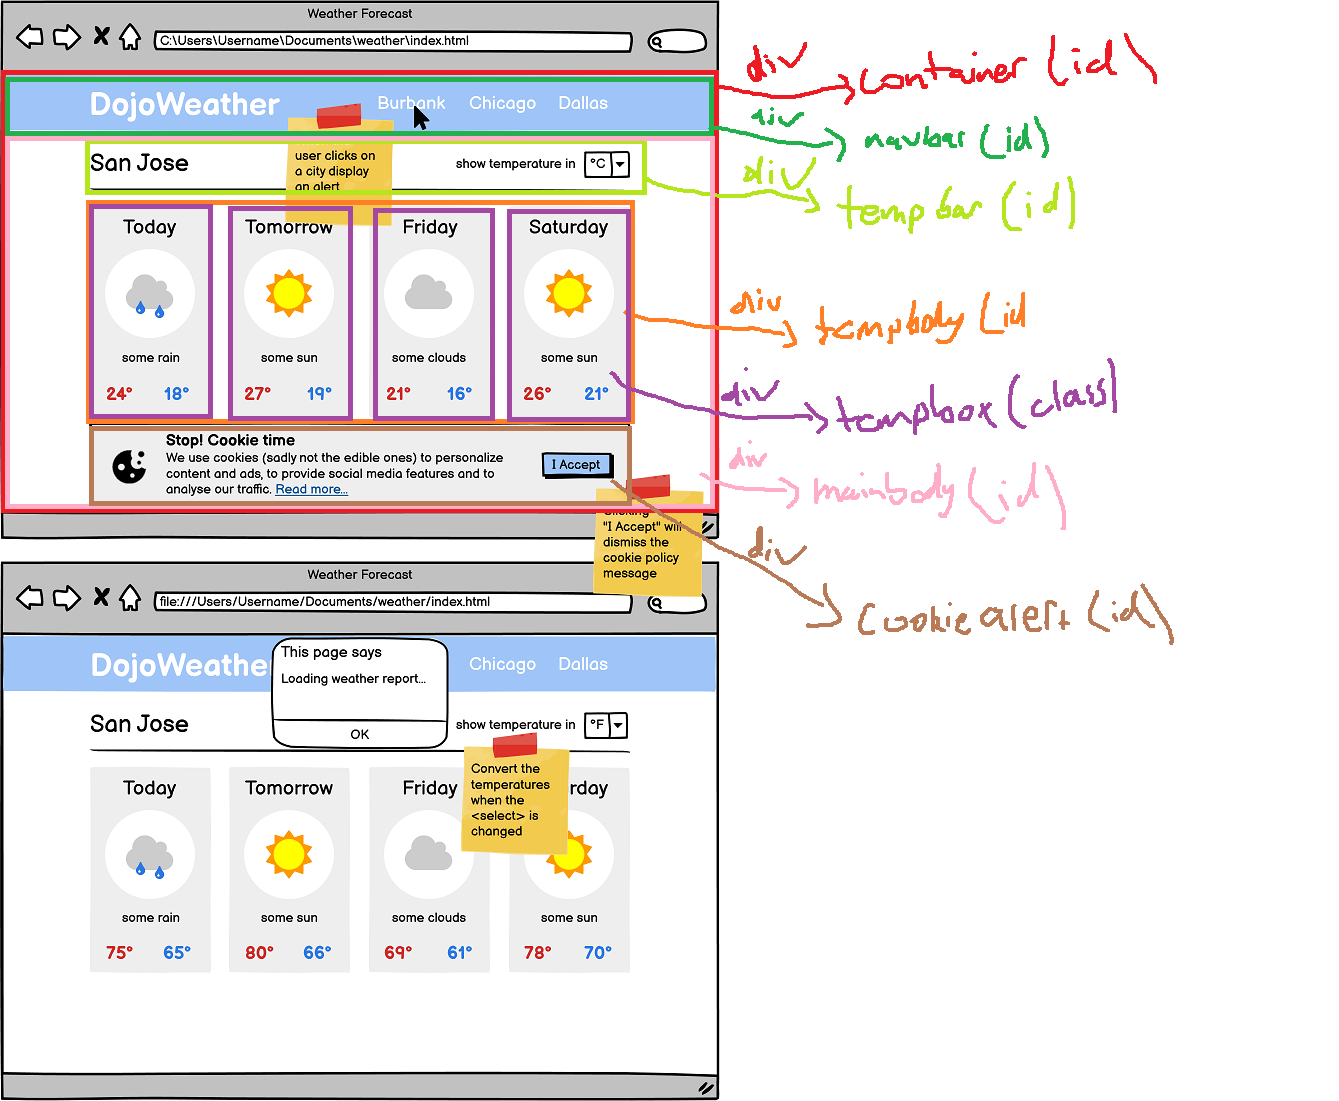 Weather Forecast
C:\Users\Username\Documents\weather\index.html
DojoWeather
Burbank Chicago Dallas
San Jose
user clicks on
a city display
an alert
show temperature in °C
Today Tomorrow Friday Saturday
some rain some sun some clouds some sun
24° 18° 27° 19° 21° 16° 26° 21°
Stop! Cookie time
We use cookies (sadly not the edible ones) to personalize
content and ads, to provide social media features and to
analyse our traffic. Read more...
I Accept
Clicking
"I Accept" will
dismiss the
cookie policy
message
div container (id)
div navbar (id)
div tempbar (id)
div tempbody (id
div tempbox (class)
div mainbody (id)
div Cookie alert (id)
Weather Forecast
file:///Users/Username/Documents/weather/index.html
DojoWeathe
Chicago Dallas
This page says
Loading weather report...
OK
San Jose
show temperature in °F
Convert the
temperatures
when the
<select> is
changed
Today Tomorrow Friday rday
some rain some sun some clouds some sun
75° 65° 80° 66° 69° 61° 78° 70°